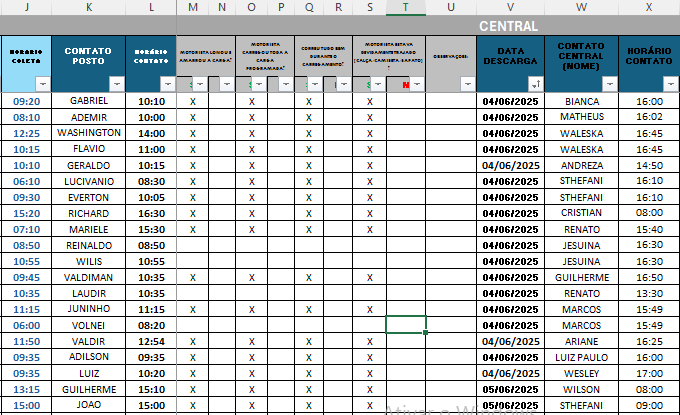 J K L M N O P Q R S T U V W X
CENTRAL
HORÁRIO COLETA CONTATO POSTO HORÁRIO CONTATO MOTORISTA LONOU E AMARROU A CARGA? MOTORISTA CARREGOU TODA A CARGA PROGRAMADA? CORREU TUDO BEM DURANTE O CARREGAMENTO? MOTORISTA ESTAVA DEVIDAMENTE TRAJADO (CALÇA-CAMISETA-SAPATO)? OBSERVAÇÕES: DATA DESCARGA CONTATO CENTRAL (NOME) HORÁRIO CONTATO
09:20 GABRIEL 10:10 X X X X 04/06/2025 BIANCA 16:00
08:10 ADEMIR 10:00 X X X X 04/06/2025 MATHEUS 16:02
12:25 WASHINGTON 14:00 X X X X 04/06/2025 WALESKA 16:45
10:15 FLAVIO 11:00 X X X X 04/06/2025 WALESKA 16:45
10:10 GERALDO 10:15 X X X X 04/06/2025 ANDREZA 14:50
06:10 LUCIVANIO 08:30 X X X X 04/06/2025 STHEFANI 16:10
09:30 EVERTON 10:05 X X X X 04/06/2025 STHEFANI 16:10
15:20 RICHARD 16:30 X X X X 04/06/2025 CRISTIAN 08:00
07:10 MARIELE 15:30 X X X X 04/06/2025 RENATO 15:40
08:50 REINALDO 08:50 04/06/2025 JESUINA 16:30
10:55 WILIS 10:55 04/06/2025 JESUINA 16:30
09:45 VALDIMAN 10:35 X X X X 04/06/2025 GUILHERME 16:50
10:35 LAUDIR 10:35 04/06/2025 RENATO 13:30
11:15 JUNINHO 11:15 X X X X 04/06/2025 MARCOS 15:49
06:00 VOLNEI 08:20 04/06/2025 MARCOS 15:49
11:50 VALDIR 12:54 X X X X 04/06/2025 ARIANE 16:25
09:35 ADILSON 09:35 X X X X 04/06/2025 LUIZ PAULO 16:00
09:35 LUIZ 10:20 X X X X 04/06/2025 WESLEY 17:00
13:15 GUILHERME 15:10 X X X X 05/06/2025 WILSON 08:00
15:00 JOAO 15:00 X X X X 05/06/2025 STHEFANI 09:00